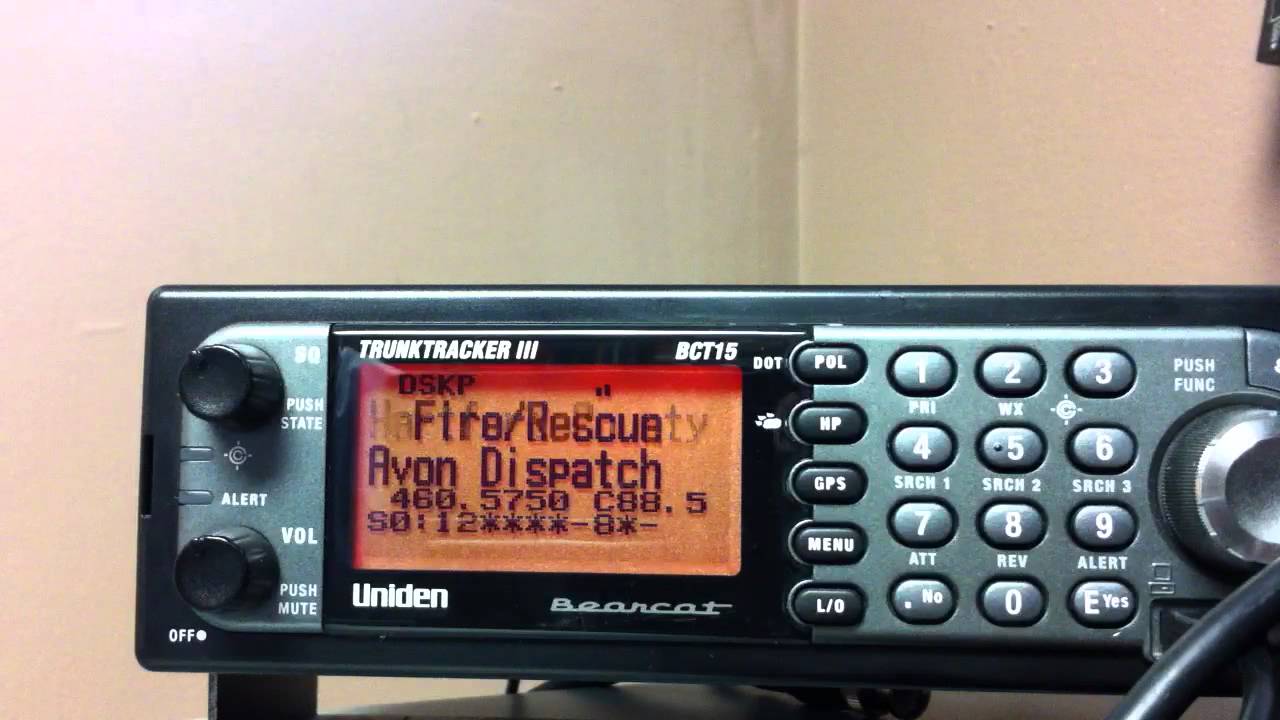 SQ
PUSH
STATE
ALERT
VOL
PUSH
MUTE
OFF
TRUNKTRACKER III BCT15
DSKP
Fire/Rescue
Avon Dispatch
460.5750 C88.5
S0:12****-8*-
Uniden Bearcat
DOT POL
NP
GPS
MENU
L/O
1 2 3
PRI WX
4 5 6
SRCH 1 SRCH 2 SRCH 3
7 8 9
ATT REV ALERT
. No 0 E Yes
PUSH
FUNC